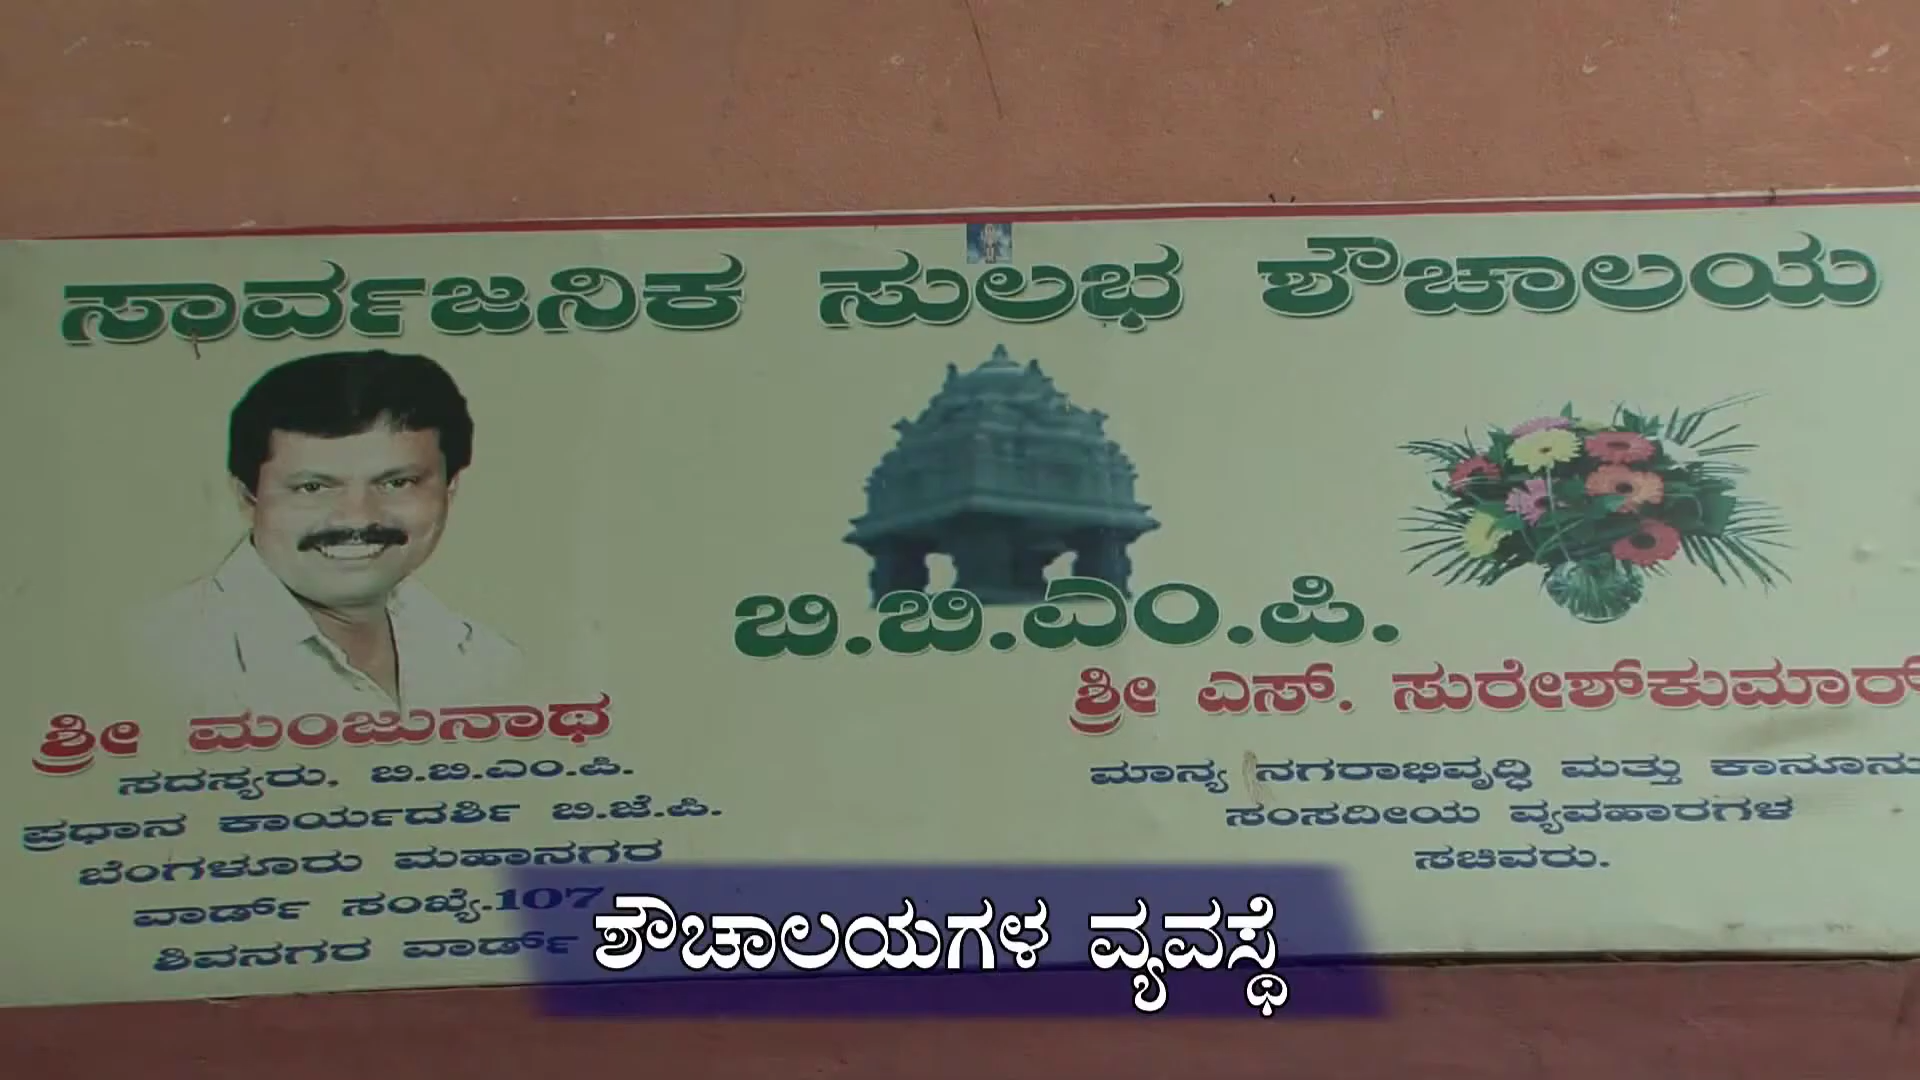 ಸಾರ್ವಜನಿಕ ಸುಲಭ ಶೌಚಾಲಯ
ಬಿ.ಬಿ.ಎಂ.ಪಿ.
ಶ್ರೀ ಮಂಜುನಾಥ
ಸದಸ್ಯರು, ಬಿ.ಬಿ.ಎಂ.ಪಿ.
ಪ್ರಧಾನ ಕಾರ್ಯದರ್ಶಿ ಬಿ.ಜೆ.ಪಿ.
ಬೆಂಗಳೂರು ಮಹಾನಗರ
ವಾರ್ಡ್ ಸಂಖ್ಯೆ.107
ಶಿವನಗರ ವಾರ್ಡ್
ಶ್ರೀ ಎಸ್. ಸುರೇಶ್‌ಕುಮಾರ್
ಮಾನ್ಯ ನಗರಾಭಿವೃದ್ಧಿ ಮತ್ತು ಕಾನೂನು
ಸಂಸದೀಯ ವ್ಯವಹಾರಗಳ
ಸಚಿವರು.
ಶೌಚಾಲಯಗಳ ವ್ಯವಸ್ಥೆ